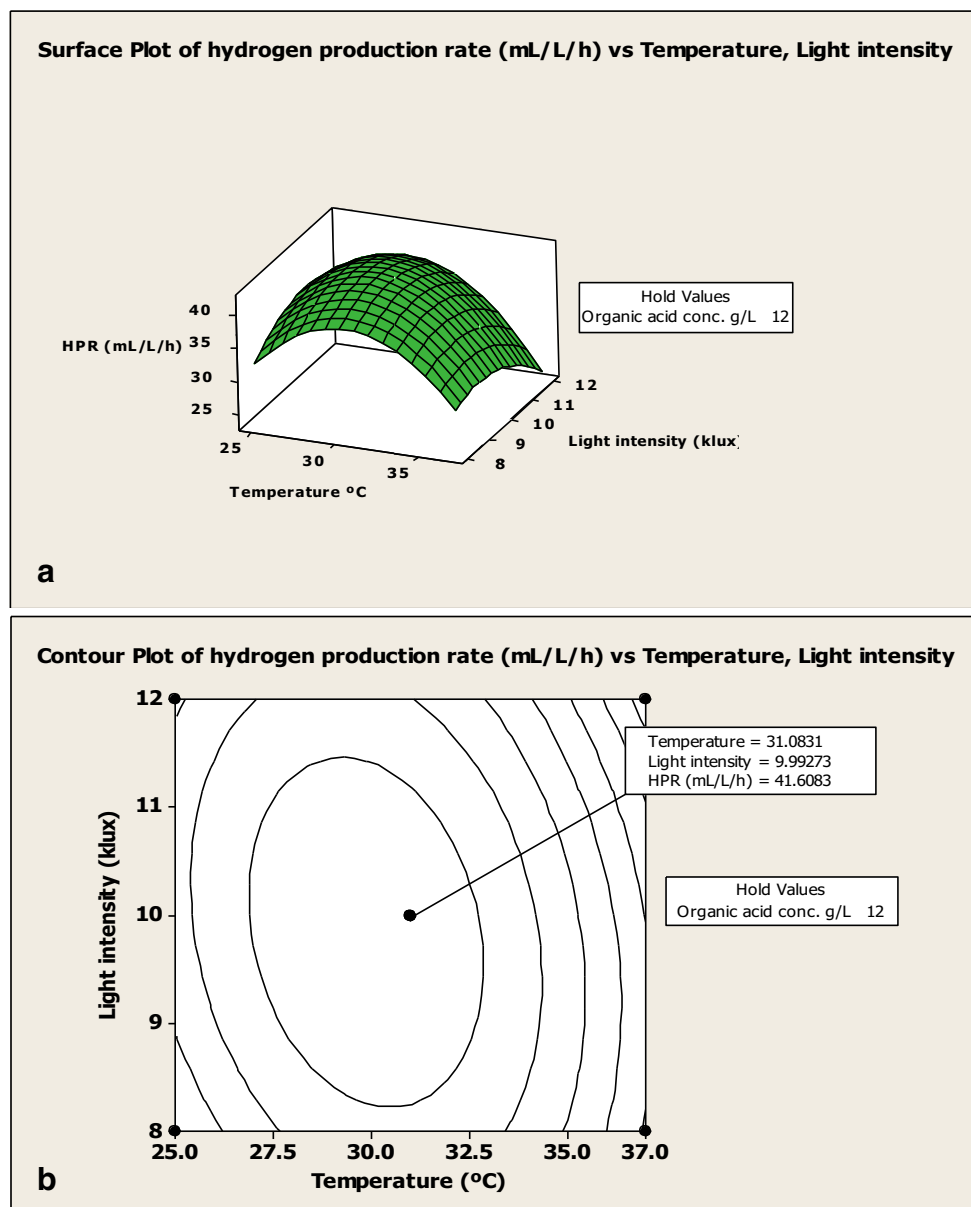 Surface Plot of hydrogen production rate (mL/L/h) vs Temperature, Light intensity
Hold Values
Organic acid conc. g/L 12
40
HPR (mL/L/h)
35
30
25
25
30
35
Temperature ºC
12
11
10
9
8
Light intensity (klux)
a
Contour Plot of hydrogen production rate (mL/L/h) vs Temperature, Light intensity
12
11
10
9
8
Light intensity (klux)
Temperature = 31.0831
Light intensity = 9.99273
HPR (mL/L/h) = 41.6083
Hold Values
Organic acid conc. g/L 12
25.0 27.5 30.0 32.5 35.0 37.0
Temperature (ºC)
b